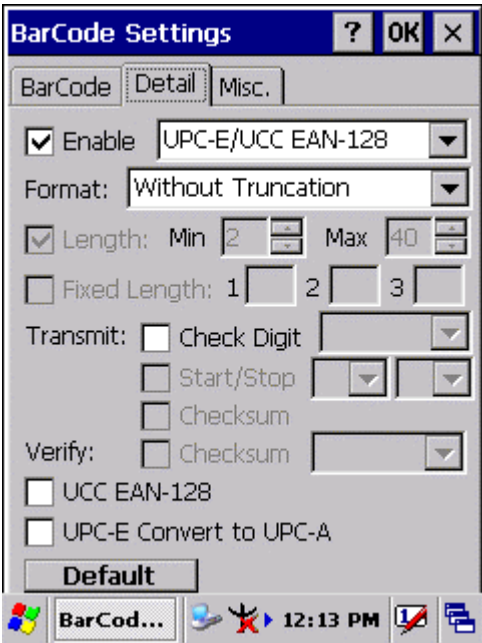 BarCode Settings ? OK ×
BarCode Detail Misc.
Enable UPC-E/UCC EAN-128
Format: Without Truncation
Length: Min 2 Max 40
Fixed Length: 1 2 3
Transmit: Check Digit
Start/Stop
Checksum
Verify: Checksum
UCC EAN-128
UPC-E Convert to UPC-A
Default
BarCod... 12:13 PM 1